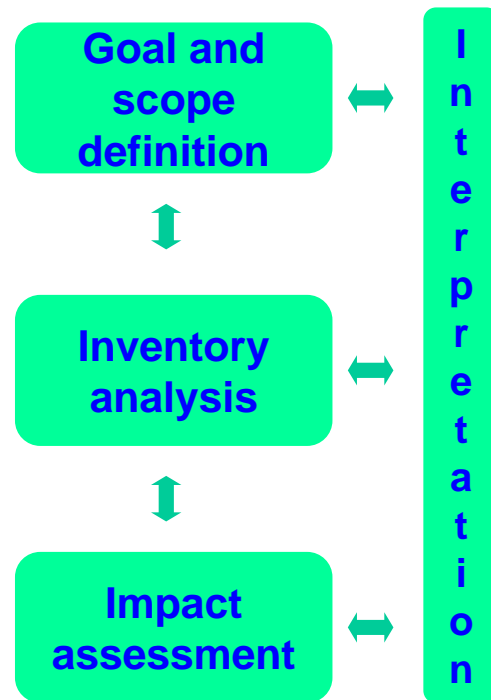 Goal and
scope
definition
Inventory
analysis
Impact
assessment
I
n
t
e
r
p
r
e
t
a
t
i
o
n